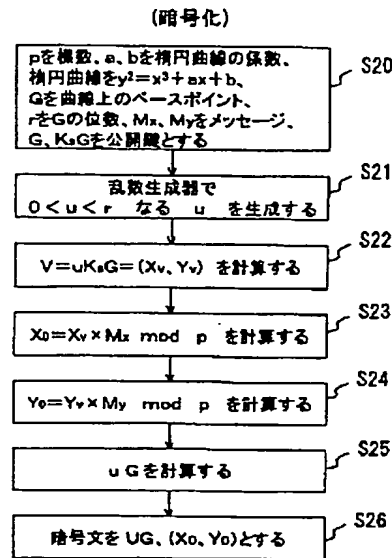 (暗号化)
pを標数、a、bを楕円曲線の係数、
楕円曲線をy²=x³+ax+b、
Gを曲線上のベースポイント、
rをGの位数、Mx、Myをメッセージ、
G、KaGを公開鍵とする
S20
乱数生成器で
0<u<r なる u を生成する
S21
V=uKaG=(Xv、Yv)を計算する
S22
X0=Xv×Mx mod p を計算する
S23
Y0=Yv×My mod p を計算する
S24
uGを計算する
S25
暗号文をUG、(X0、Y0)とする
S26